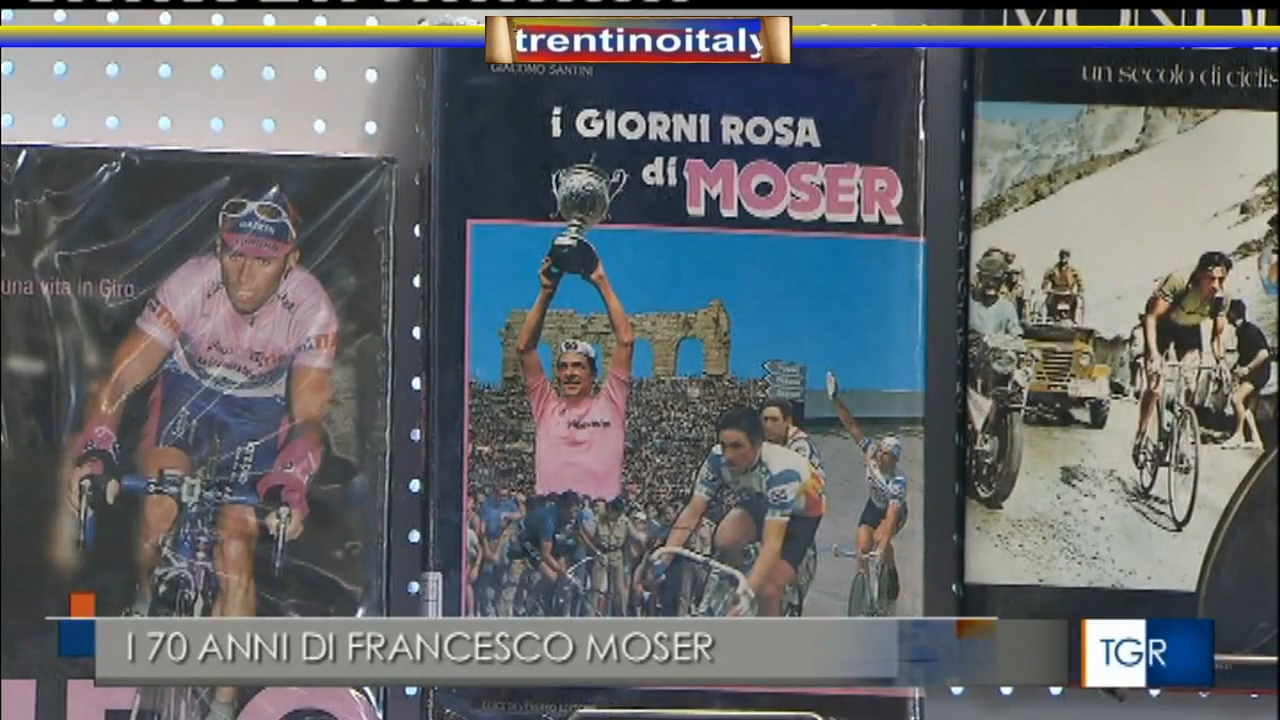 trentinoitaly
GIACOMO SANTINI
i GIORNI ROSA
di MOSER
MONDI
un secolo di ciclis
una vita in Giro
I 70 ANNI DI FRANCESCO MOSER
TGR